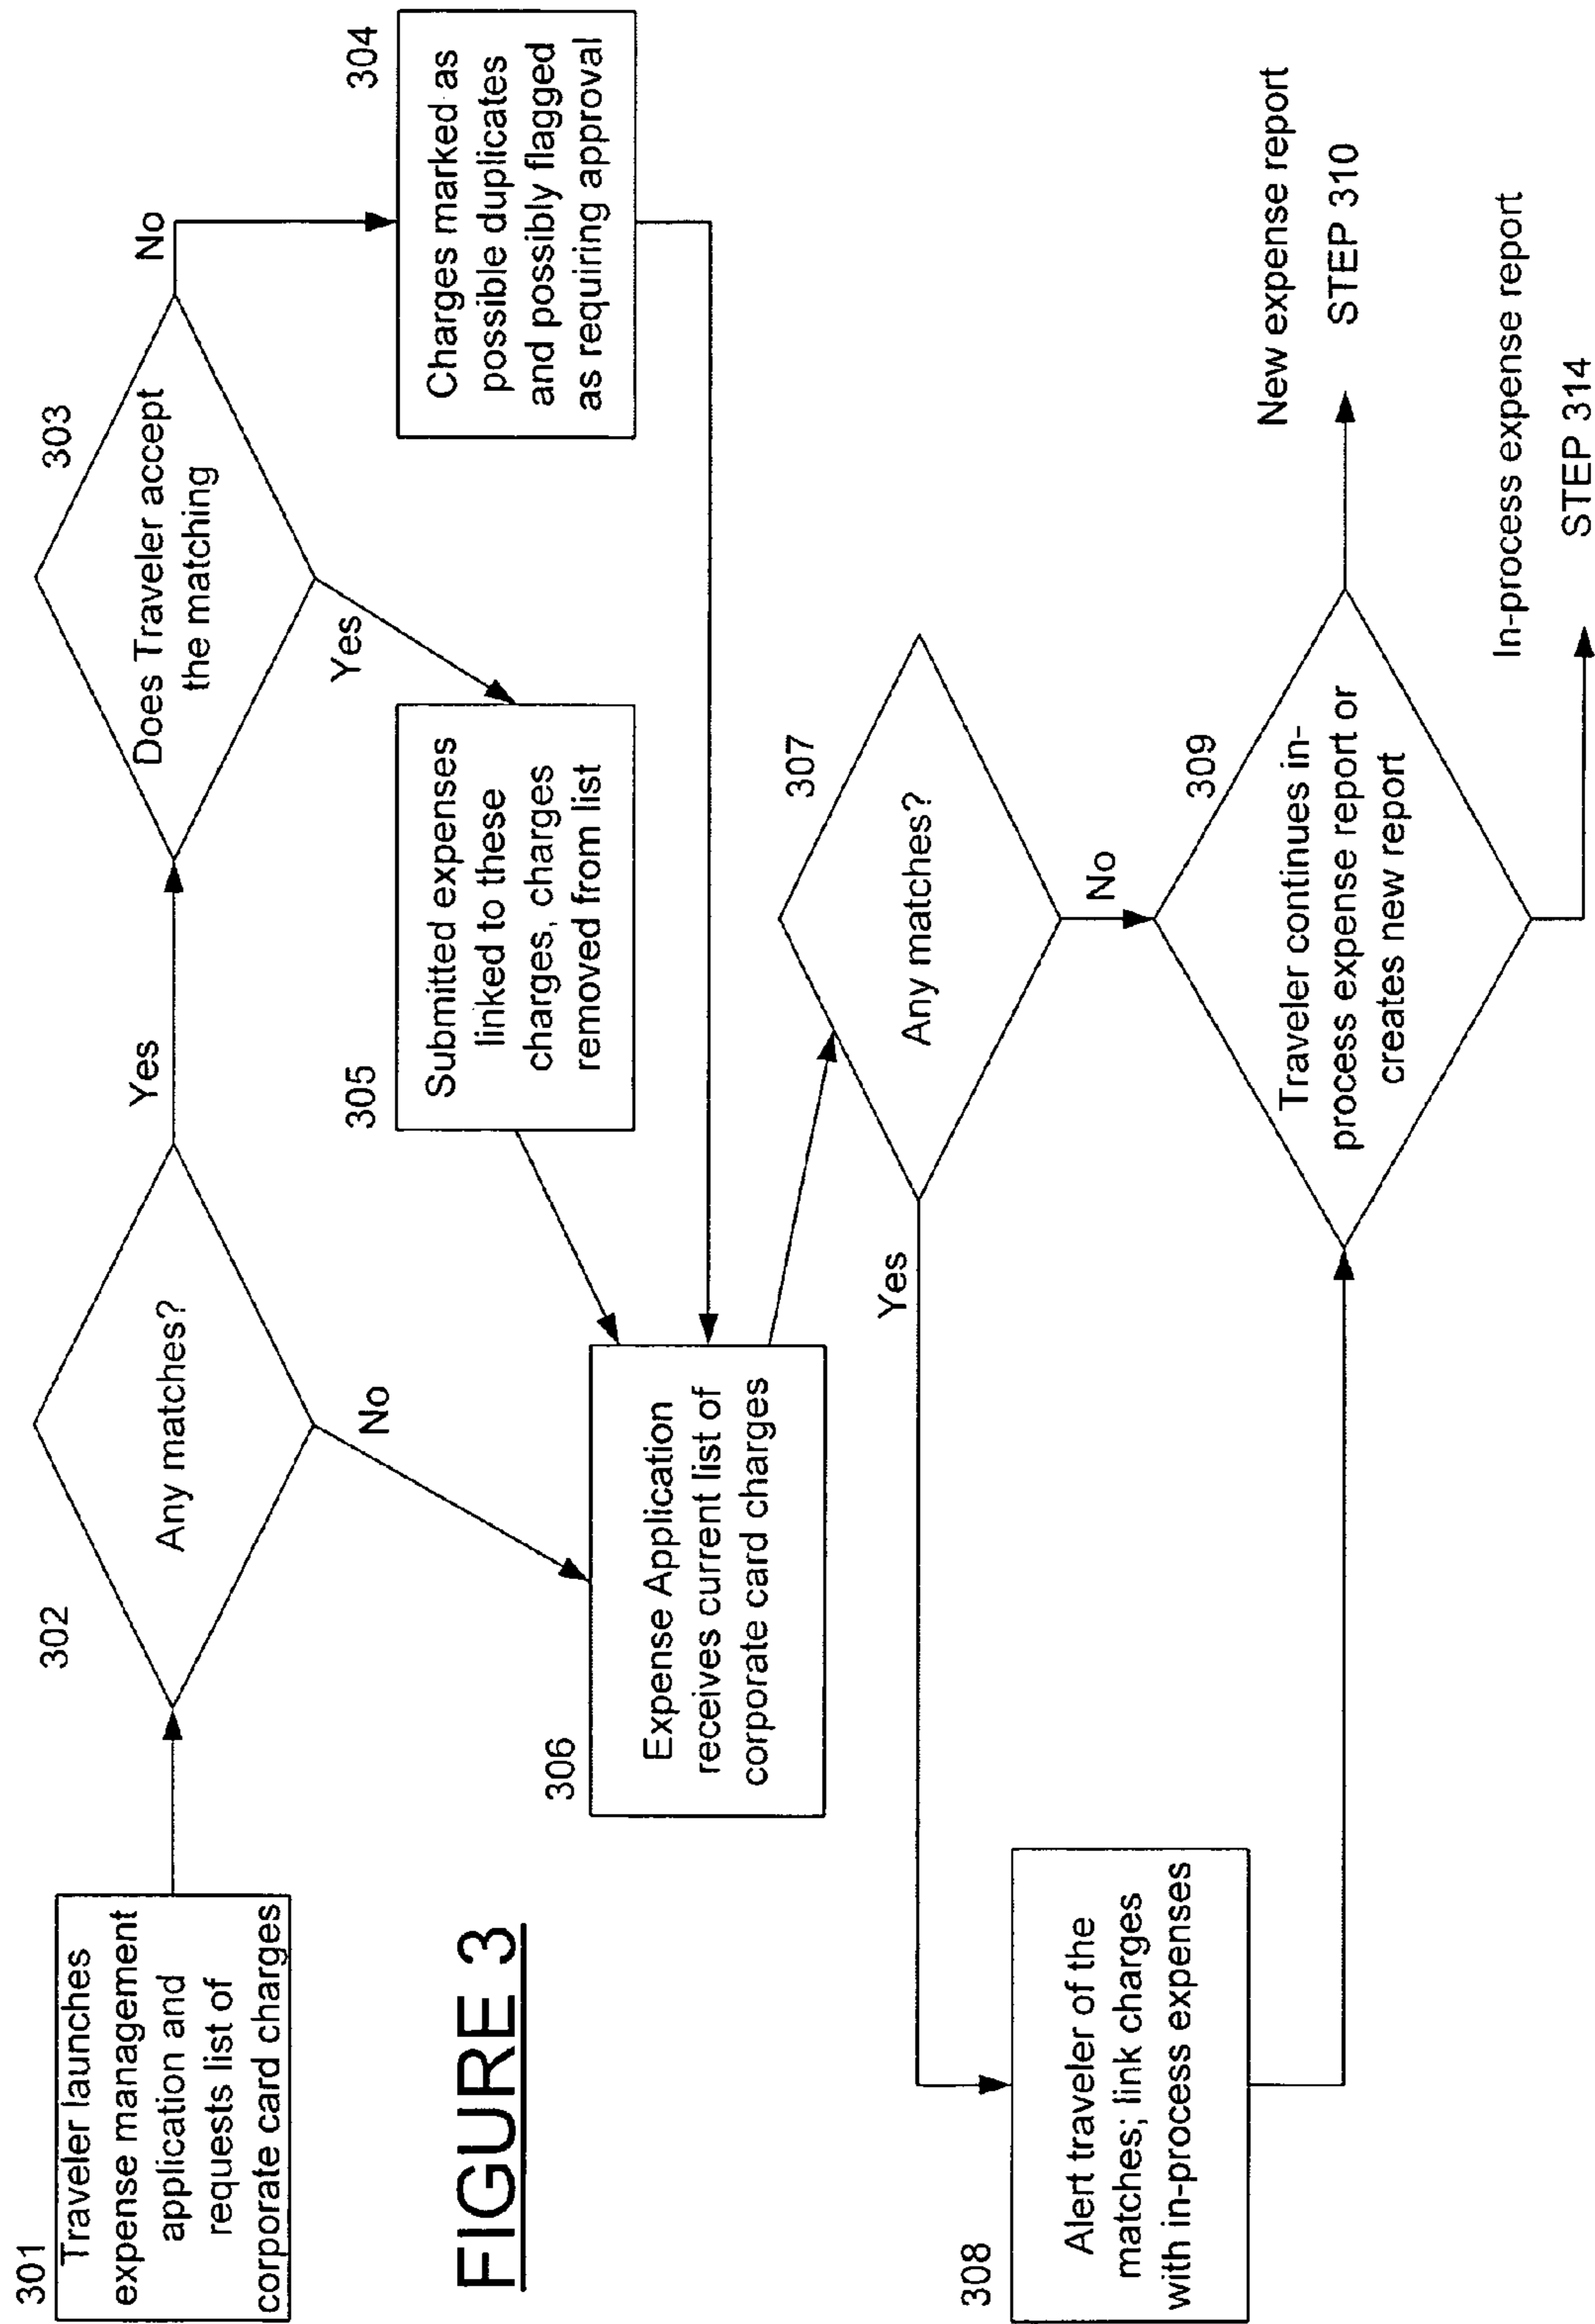 301
Traveler launches
expense management
application and
requests list of
corporate card charges
302
Any matches?
Yes
No
303
Does Traveler accept
the matching
No
Yes
304
Charges marked as
possible duplicates
and possibly flagged
as requiring approval
305
Submitted expenses
linked to these
charges, charges
removed from list
306
Expense Application
receives current list of
corporate card charges
FIGURE 3
307
Any matches?
Yes
No
308
Alert traveler of the
matches; link charges
with in-process expenses
309
Traveler continues in-
process expense report or
creates new report
New expense report
STEP 310
In-process expense report
STEP 314